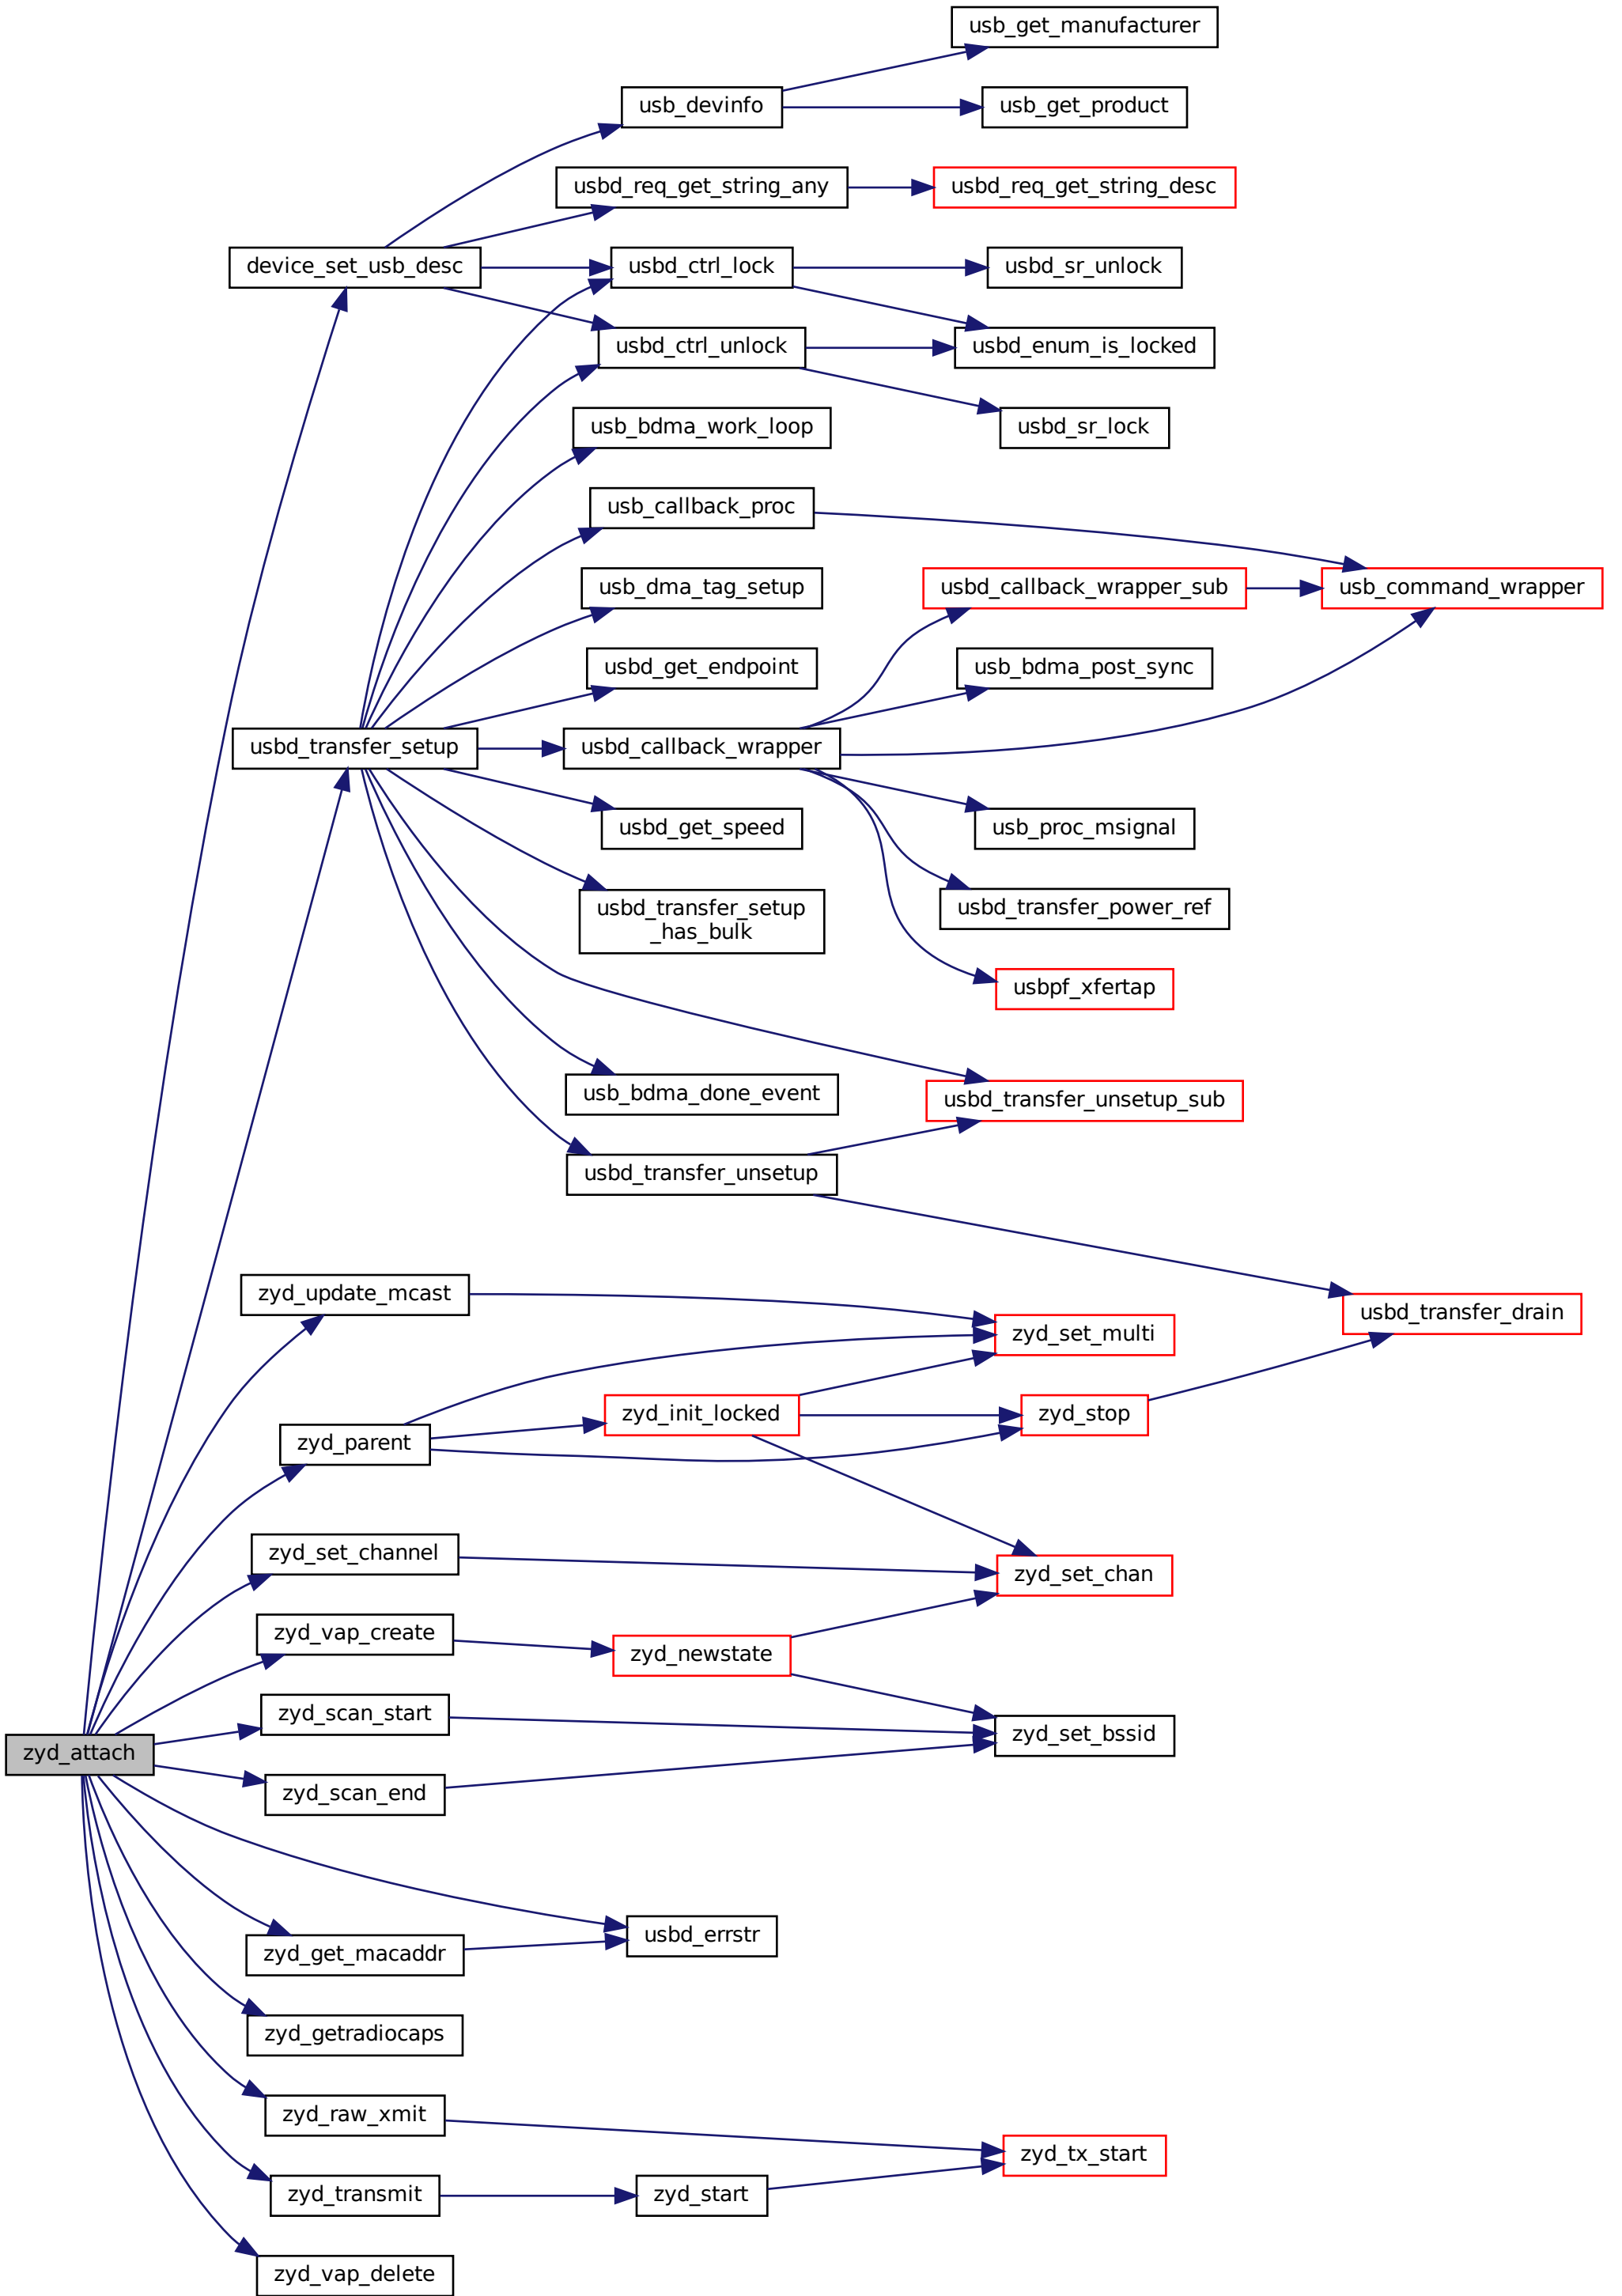 usb_get_manufacturer
usb_devinfo
usb_get_product
usbd_req_get_string_any
usbd_req_get_string_desc
device_set_usb_desc
usbd_ctrl_lock
usbd_sr_unlock
usbd_ctrl_unlock
usbd_enum_is_locked
usb_bdma_work_loop
usbd_sr_lock
usb_callback_proc
usb_dma_tag_setup
usbd_callback_wrapper_sub
usb_command_wrapper
usbd_get_endpoint
usb_bdma_post_sync
usbd_transfer_setup
usbd_callback_wrapper
usbd_get_speed
usb_proc_msignal
usbd_transfer_setup
_has_bulk
usbd_transfer_power_ref
usbpf_xfertap
usb_bdma_done_event
usbd_transfer_unsetup_sub
usbd_transfer_unsetup
zyd_update_mcast
usbd_transfer_drain
zyd_set_multi
zyd_init_locked
zyd_stop
zyd_parent
zyd_set_channel
zyd_set_chan
zyd_vap_create
zyd_newstate
zyd_scan_start
zyd_set_bssid
zyd_attach
zyd_scan_end
usbd_errstr
zyd_get_macaddr
zyd_getradiocaps
zyd_raw_xmit
zyd_tx_start
zyd_transmit
zyd_start
zyd_vap_delete